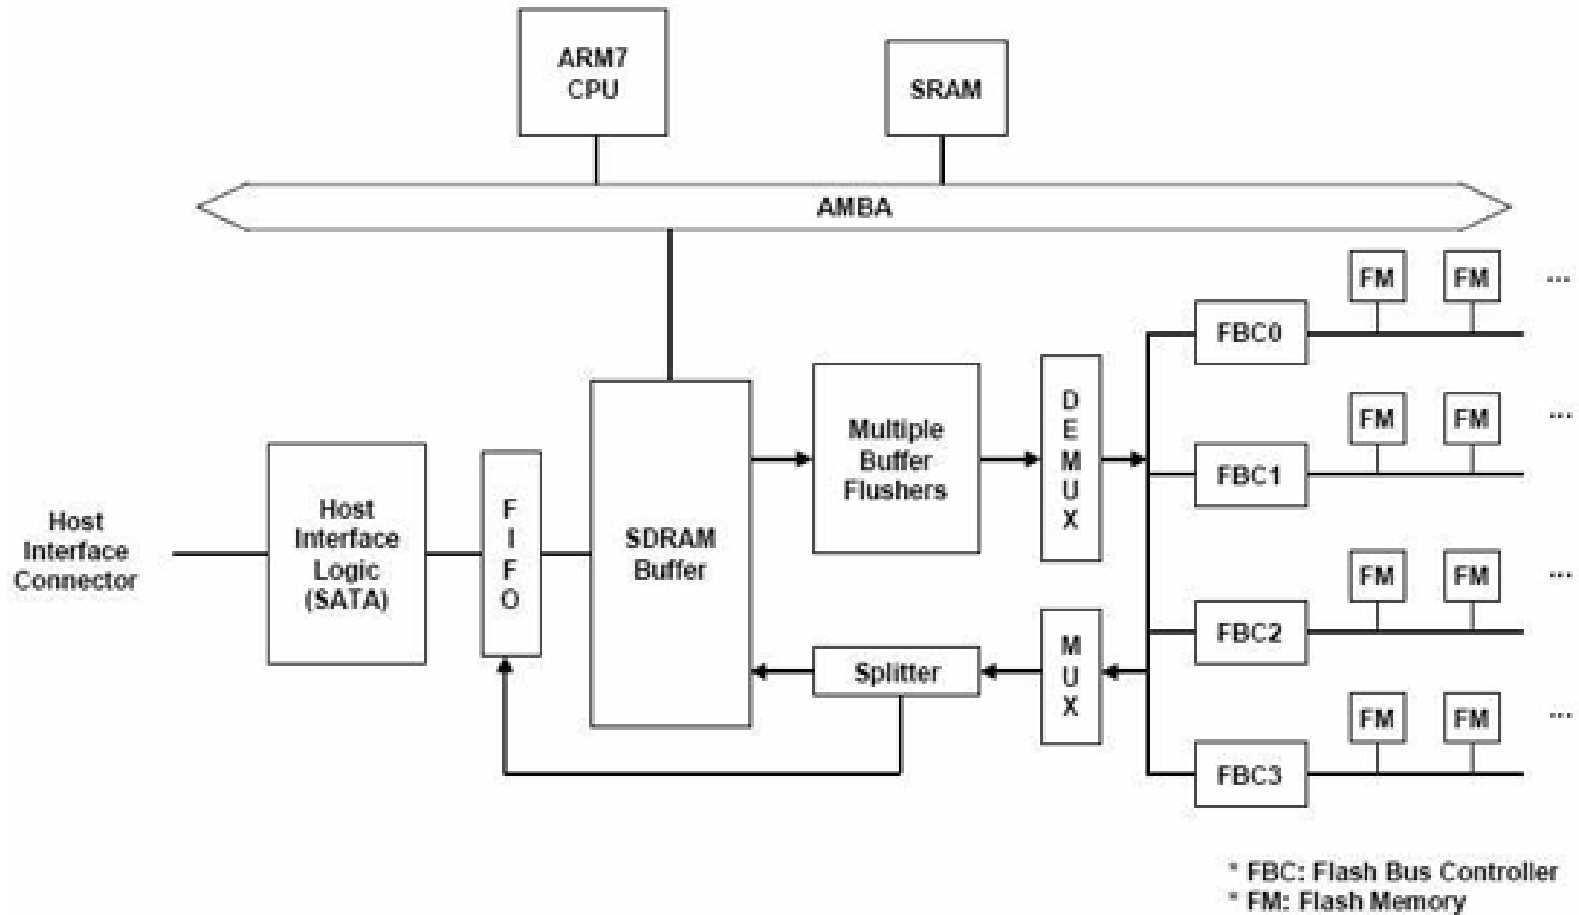 ARM7
CPU
SRAM
AMBA
FM
FM
...
FBC0
FM
FM
...
FBC1
FM
FM
...
FBC2
FM
FM
...
FBC3
Host
Interface
Connector
Host
Interface
Logic
(SATA)
F
I
F
O
SDRAM
Buffer
Multiple
Buffer
Flushers
D
E
M
U
X
Splitter
M
U
X
* FBC: Flash Bus Controller
* FM: Flash Memory